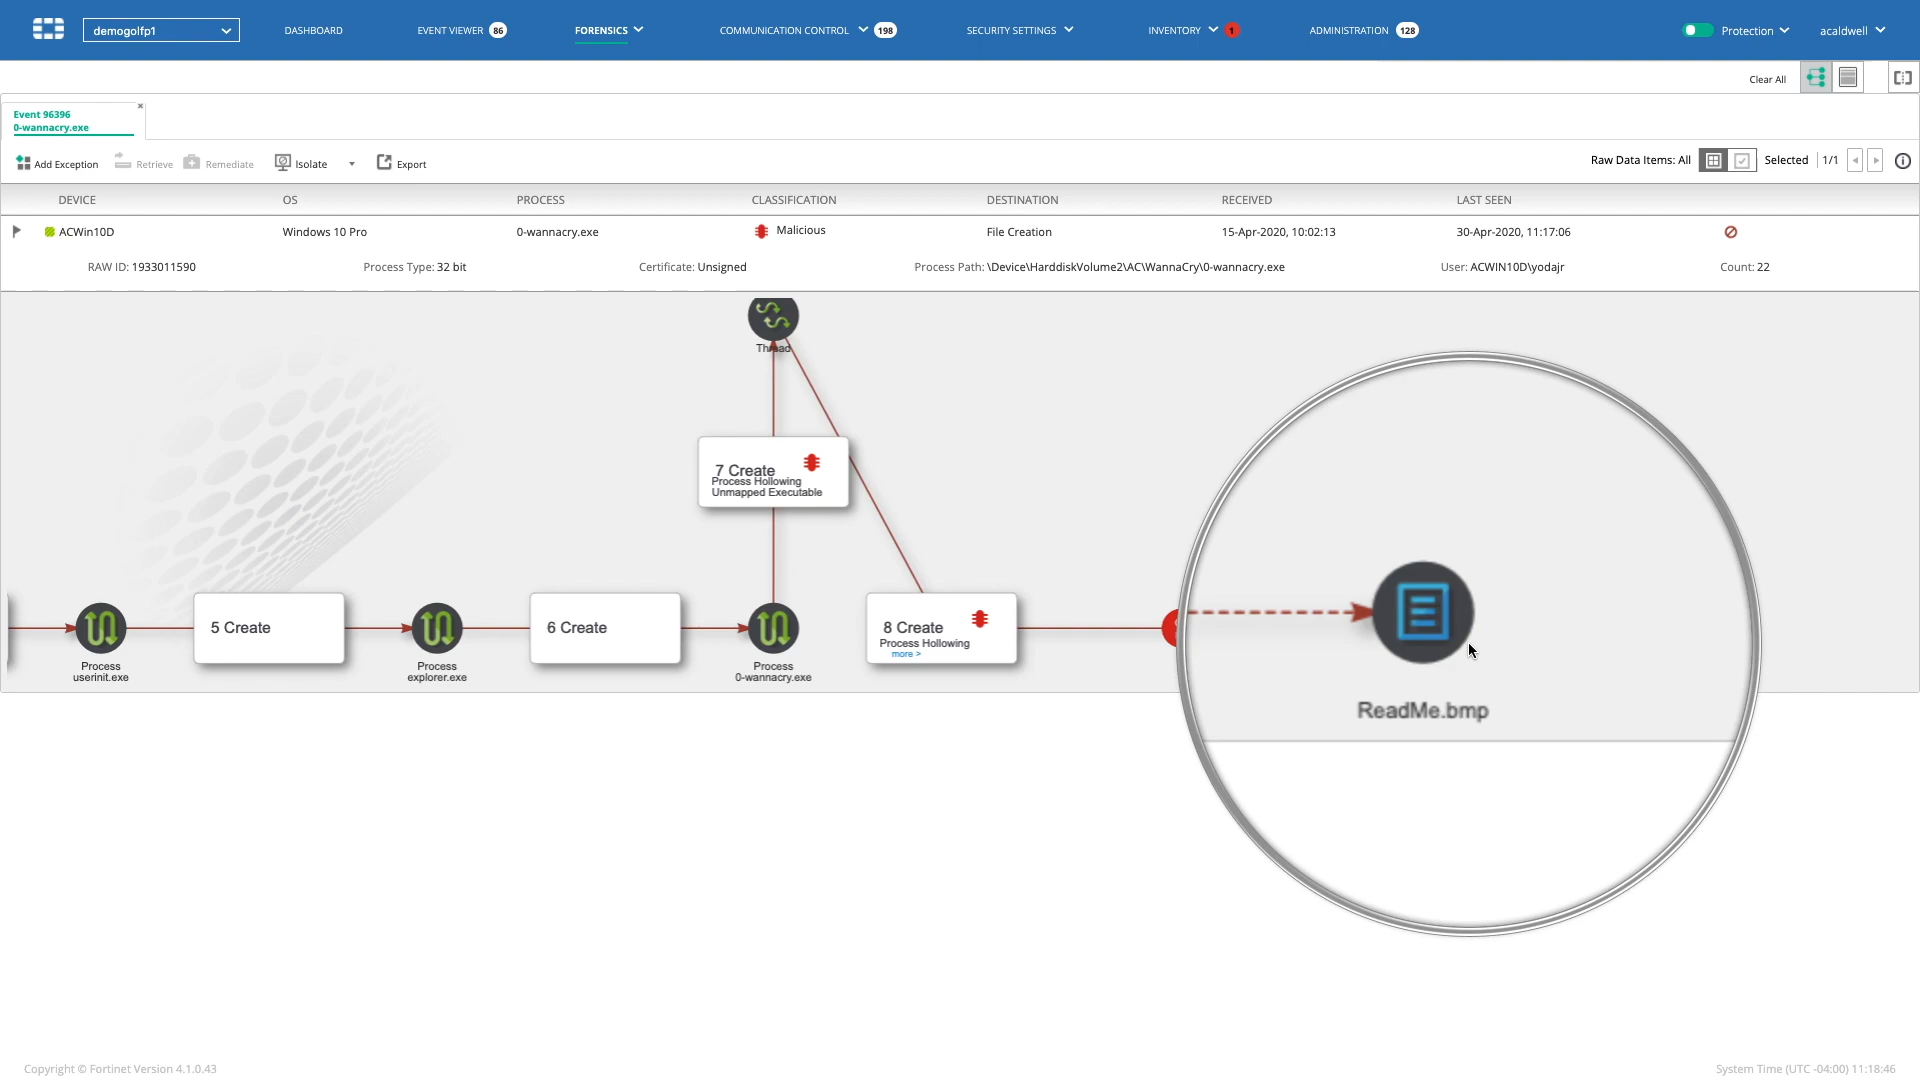 demogolfp1
DASHBOARD
EVENT VIEWER 86
FORENSICS
COMMUNICATION CONTROL 198
SECURITY SETTINGS
INVENTORY 1
ADMINISTRATION 128
Protection
acaldwell
Clear All
Event 96396
0-wannacry.exe
Add Exception
Retrieve
Remediate
Isolate
Export
Raw Data Items: All
Selected
1/1
DEVICE OS PROCESS CLASSIFICATION DESTINATION RECEIVED LAST SEEN
ACWin10D Windows 10 Pro 0-wannacry.exe Malicious File Creation 15-Apr-2020, 10:02:13 30-Apr-2020, 11:17:06
RAW ID: 1933011590 Process Type: 32 bit Certificate: Unsigned Process Path: \Device\HarddiskVolume2\AC\WannaCry\0-wannacry.exe User: ACWIN10D\yodajr Count: 22
Thread
7 Create
Process Hollowing
Unmapped Executable
5 Create
6 Create
8 Create
Process Hollowing
more >
Process
userinit.exe
Process
explorer.exe
Process
0-wannacry.exe
ReadMe.bmp
Copyright © Fortinet Version 4.1.0.43
System Time (UTC -04:00) 11:18:46